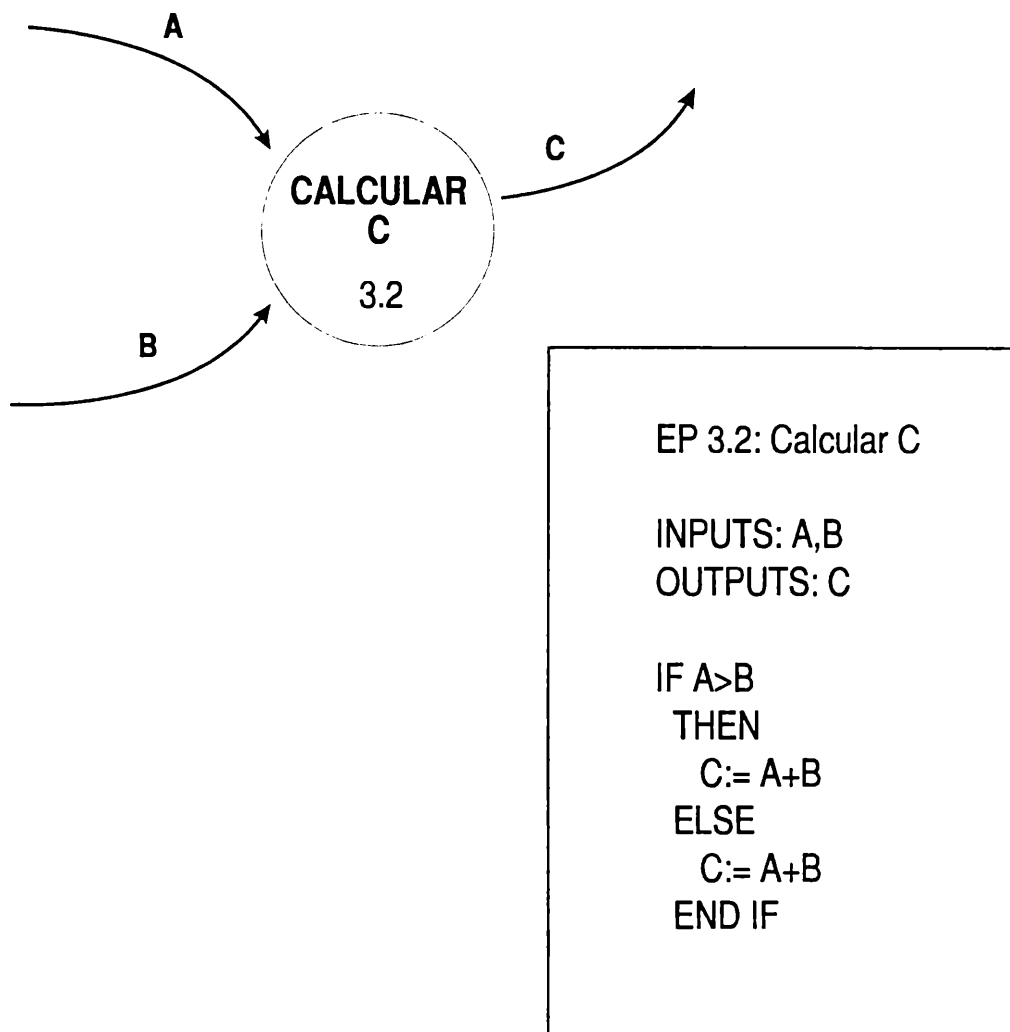 A
CALCULAR
C
3.2
C
B
EP 3.2: Calcular C
INPUTS: A,B
OUTPUTS: C
IF A>B
THEN
C:= A+B
ELSE
C:= A+B
END IF